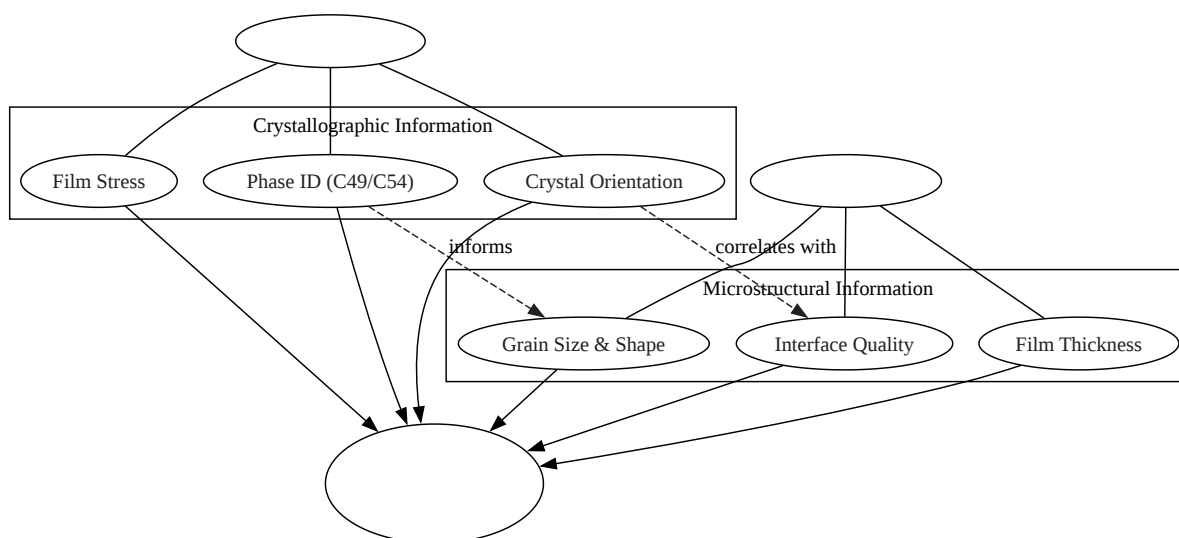 Crystallographic Information
Film Stress
Phase ID (C49/C54)
Crystal Orientation
informs
correlates with
Microstructural Information
Grain Size & Shape
Interface Quality
Film Thickness